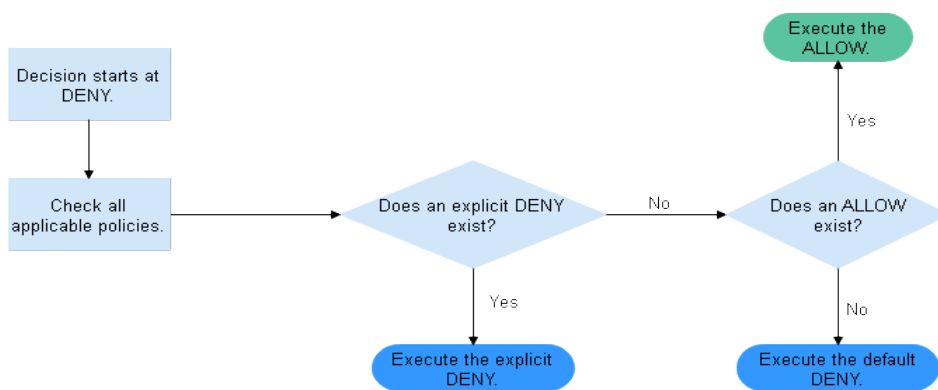 Execute the
ALLOW.
Decision starts at
DENY.
Yes
Check all
applicable policies.
Does an explicit DENY
exist?
No
Does an ALLOW
exist?
Yes
No
Execute the explicit
DENY.
Execute the default
DENY.